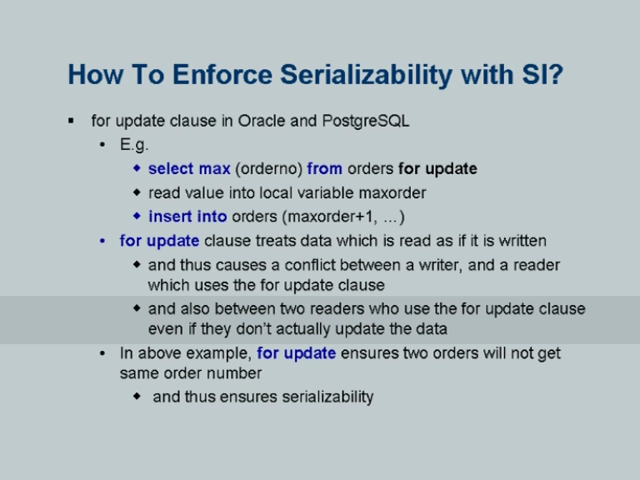 How To Enforce Serializability with SI?
▪ for update clause in Oracle and PostgreSQL
• E.g.
◆ select max (orderno) from orders for update
◆ read value into local variable maxorder
◆ insert into orders (maxorder+1, …)
• for update clause treats data which is read as if it is written
◆ and thus causes a conflict between a writer, and a reader
which uses the for update clause
◆ and also between two readers who use the for update clause
even if they don't actually update the data
• In above example, for update ensures two orders will not get
same order number
◆ and thus ensures serializability